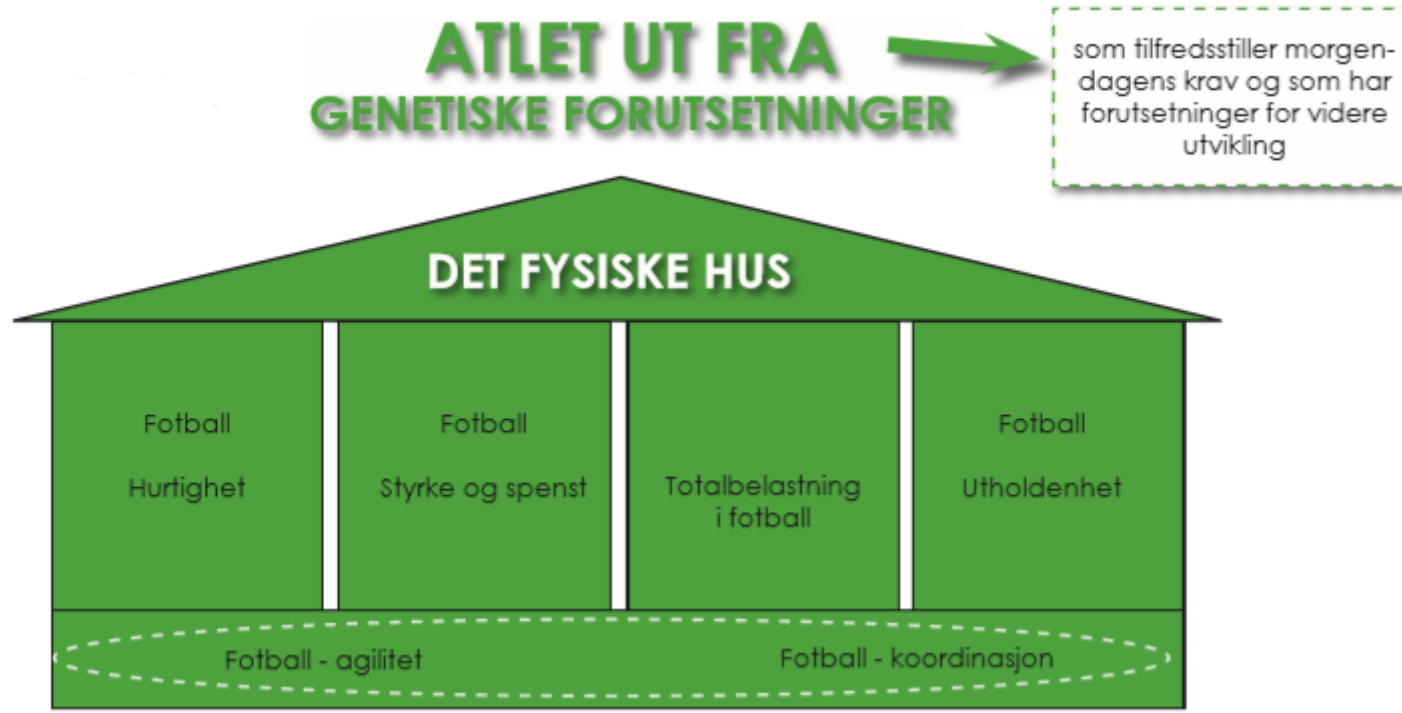 ATLET UT FRA
GENETISKE FORUTSETNINGER
som tilfredsstiller morgen-
dagens krav og som har
forutsetninger for videre
utvikling
DET FYSISKE HUS
Fotball
Hurtighet
Fotball
Styrke og spenst
Totalbelastning
i fotball
Fotball
Utholdenhet
Fotball - agilitet
Fotball - koordinasjon